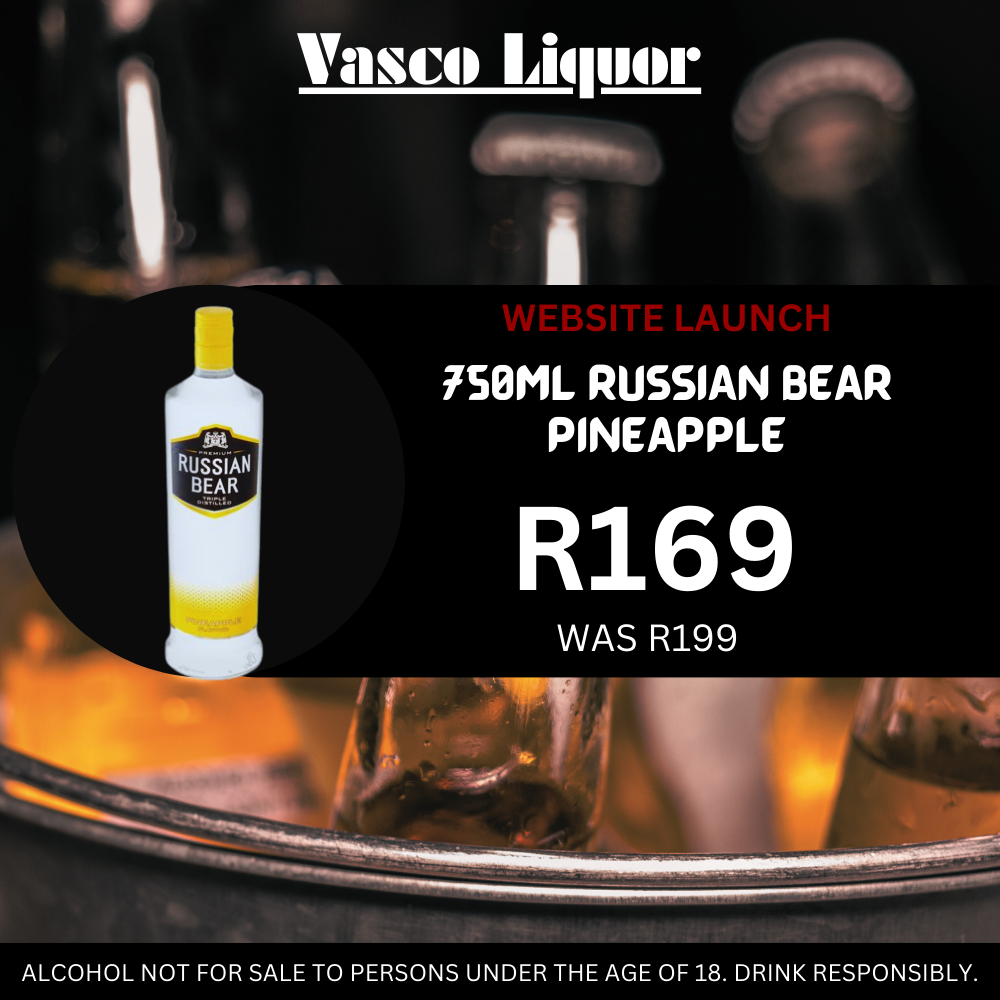 Vasco Liquor
WEBSITE LAUNCH
750ML RUSSIAN BEAR
PINEAPPLE
R169
WAS R199
PREMIUM
RUSSIAN
BEAR
TRIPLE
DISTILLED
PINEAPPLE
ALCOHOL NOT FOR SALE TO PERSONS UNDER THE AGE OF 18. DRINK RESPONSIBLY.